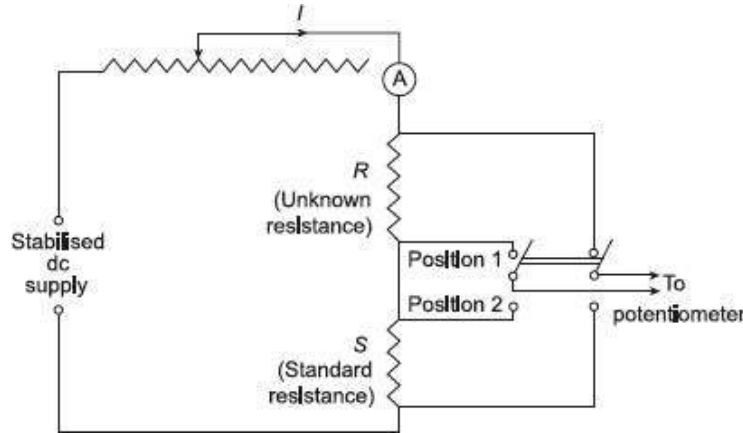 I
A
R
(Unknown
resistance)
Stabilised
dc
supply
Position 1
To
Position 2
potentiometer
S
(Standard
resistance)